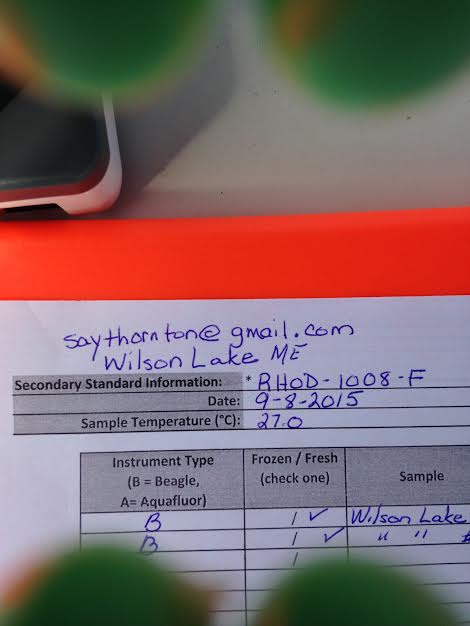 saythornton@gmail.com
Wilson Lake ME
Secondary Standard Information: * RHOD-1008-F
Date: 9-8-2015
Sample Temperature (°C): 27.0
Instrument Type
(B = Beagle,
A= Aquafluor)
Frozen / Fresh
(check one)
Sample
B / ✓ Wilson Lake
B / ✓ " "
/